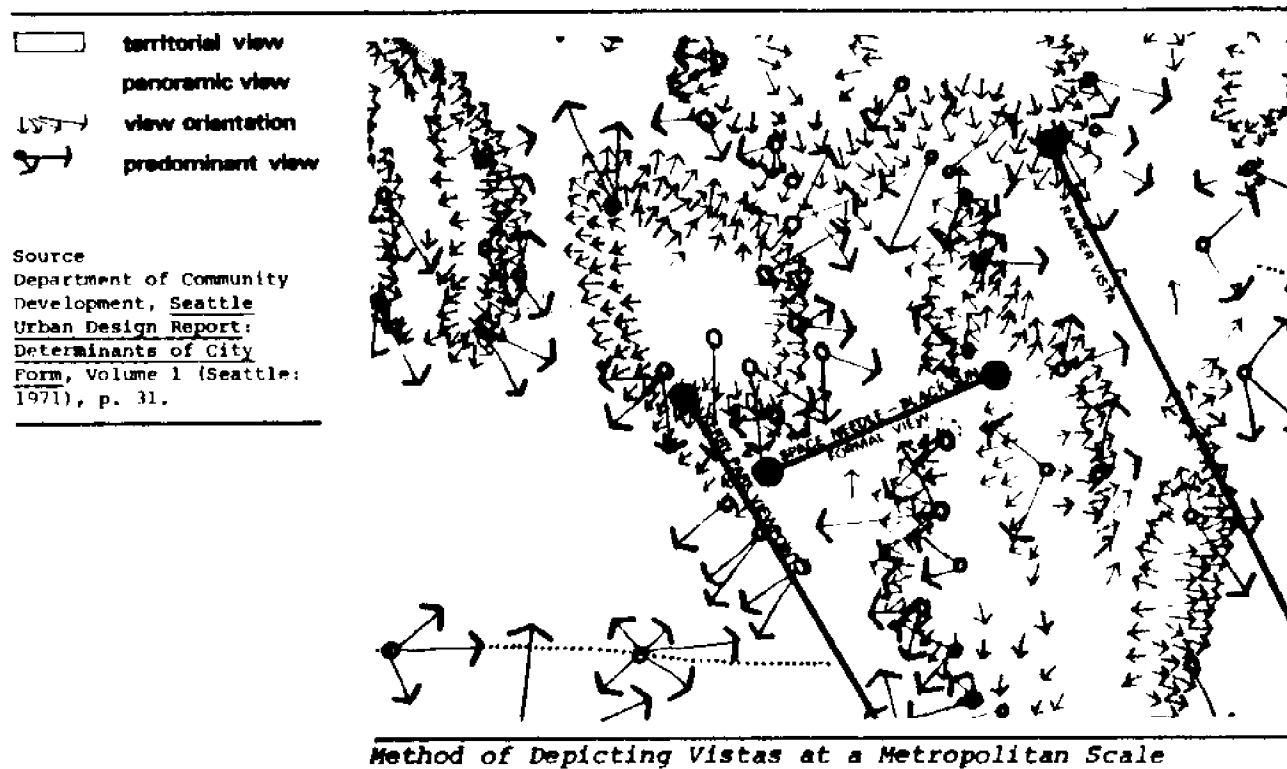 territorial view
panoramic view
view orientation
predominant view
Source
Department of Community
Development, Seattle
Urban Design Report:
Determinants of City
Form, Volume 1 (Seattle:
1971), p. 31.
RAINIER VISTA
SPACE NEEDLE - BLACK SUN
FORMAL VIEW
Method of Depicting Vistas at a Metropolitan Scale